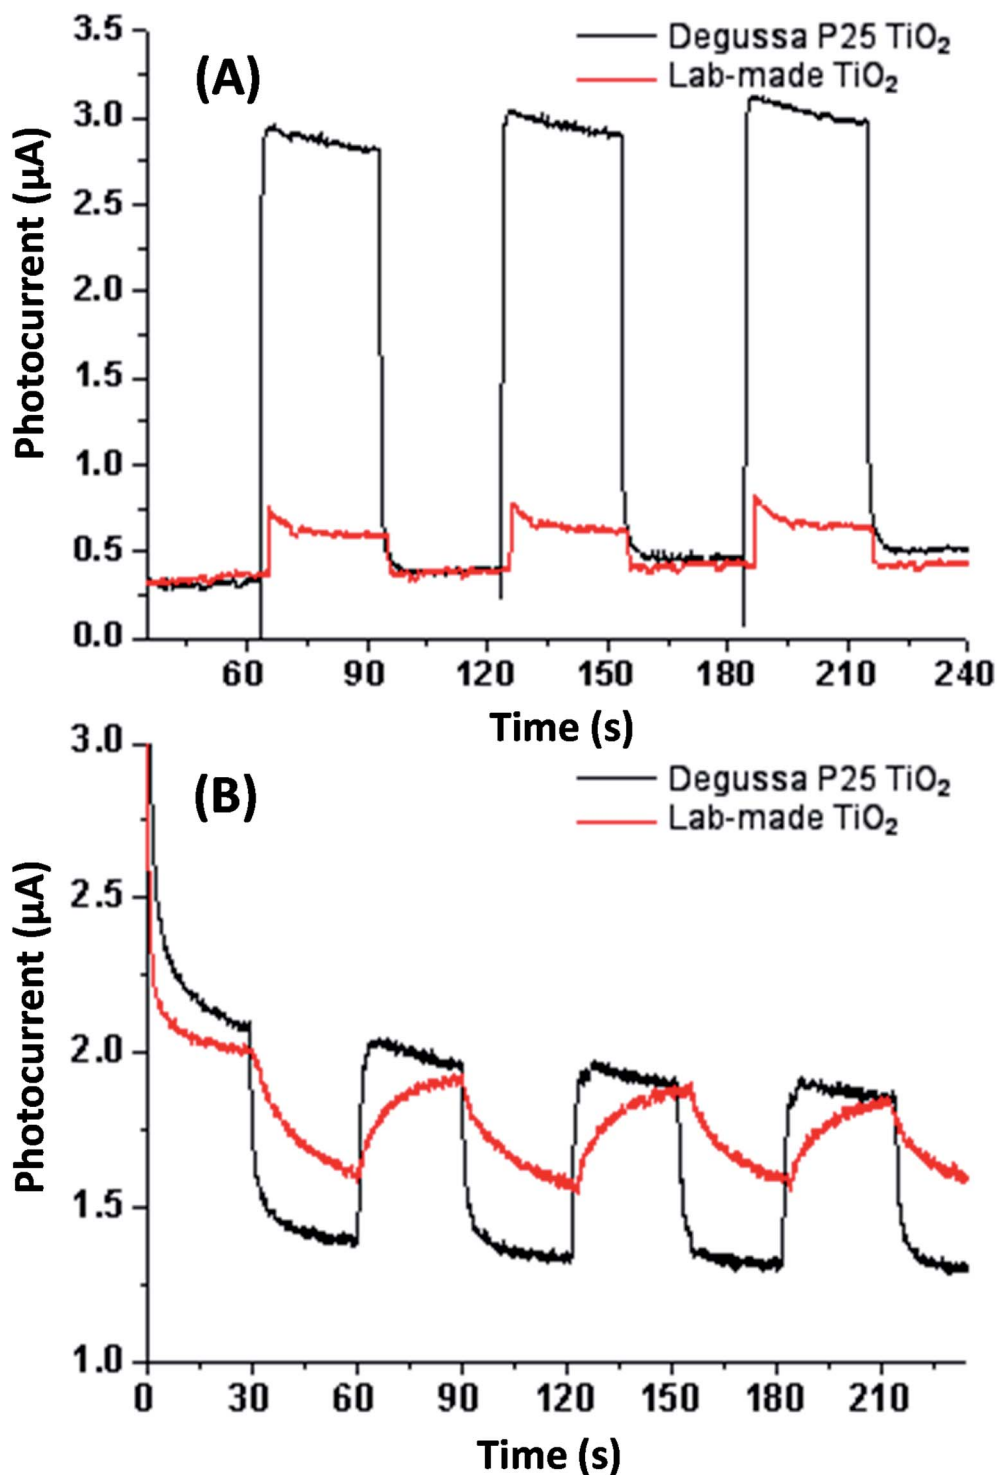 (A)
Degussa P25 TiO₂
Lab-made TiO₂
Photocurrent (µA)
3.5
3.0
2.5
2.0
1.5
1.0
0.5
0.0
60 90 120 150 180 210 240
Time (s)
(B)
Degussa P25 TiO₂
Lab-made TiO₂
Photocurrent (µA)
3.0
2.5
2.0
1.5
1.0
0 30 60 90 120 150 180 210
Time (s)